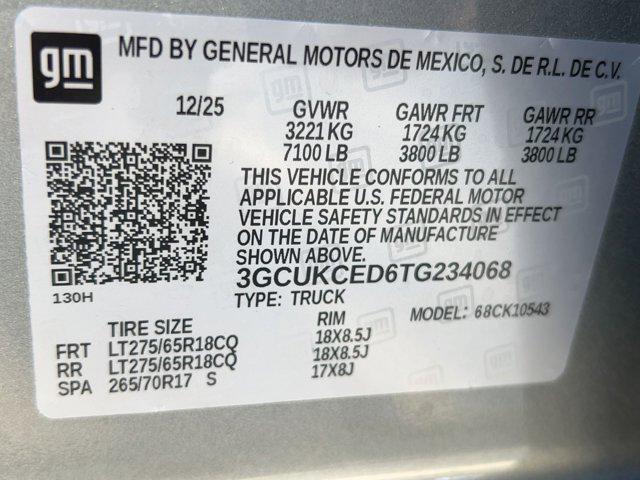 gm
MFD BY GENERAL MOTORS DE MEXICO, S. DE R.L. DE C.V.
12/25 GVWR GAWR FRT GAWR RR
3221 KG 1724 KG 1724 KG
7100 LB 3800 LB 3800 LB
THIS VEHICLE CONFORMS TO ALL
APPLICABLE U.S. FEDERAL MOTOR
VEHICLE SAFETY STANDARDS IN EFFECT
ON THE DATE OF MANUFACTURE
SHOWN ABOVE.
3GCUKCED6TG234068
130H
TYPE: TRUCK MODEL: 68CK10543
TIRE SIZE RIM
FRT LT275/65R18CQ 18X8.5J
RR LT275/65R18CQ 18X8.5J
SPA 265/70R17 S 17X8J